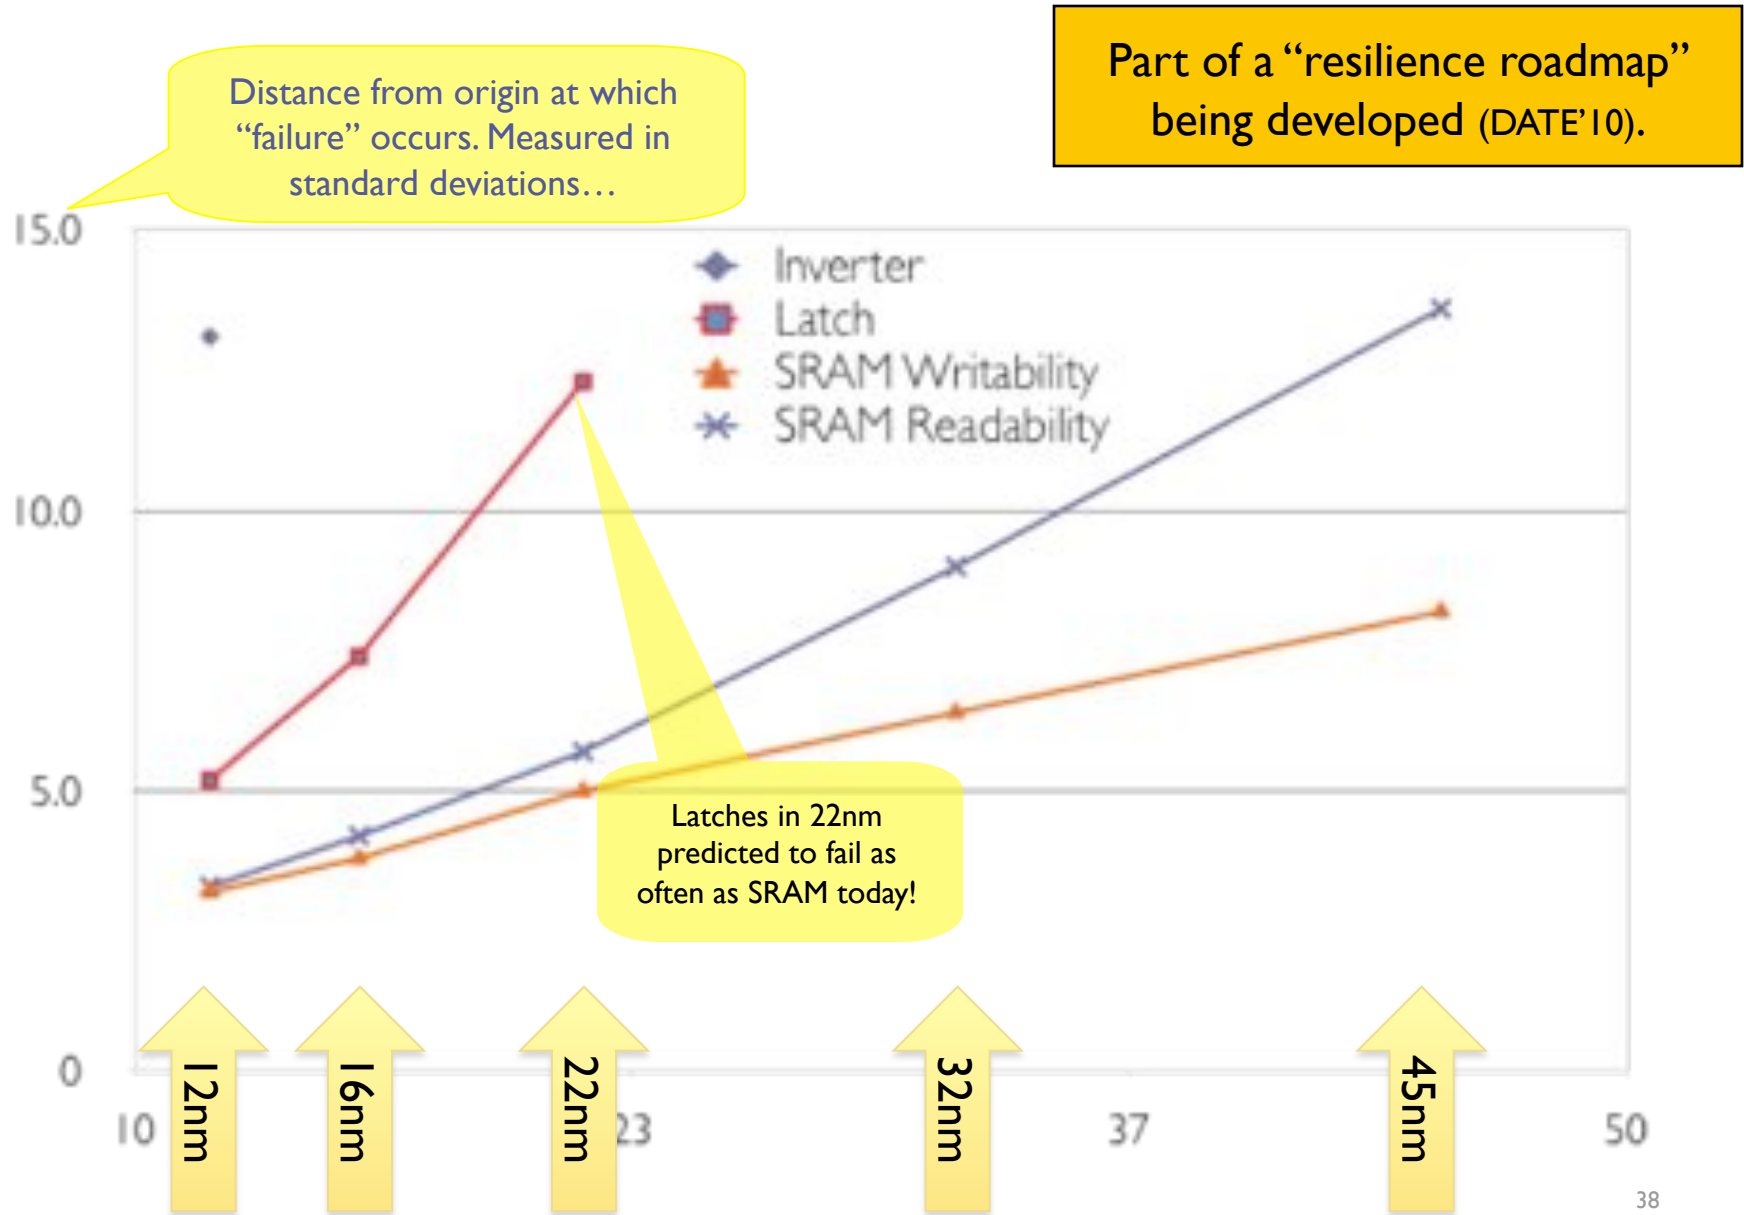 Part of a “resilience roadmap”
being developed (DATE’10).
Distance from origin at which
“failure” occurs. Measured in
standard deviations…
15.0
10.0
5.0
0
Inverter
Latch
SRAM Writability
SRAM Readability
Latches in 22nm
predicted to fail as
often as SRAM today!
12nm
16nm
22nm
32nm
45nm
10
23
37
50
38